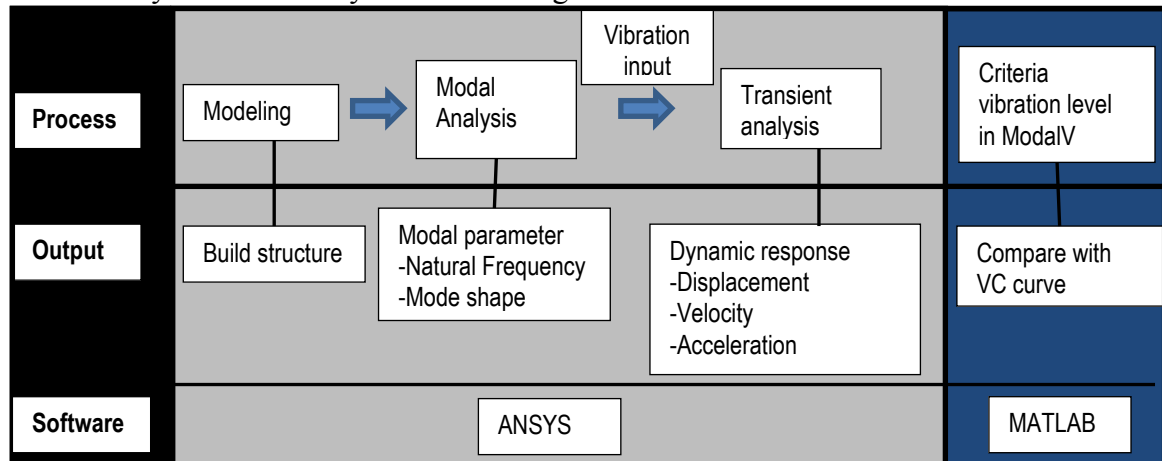 Vibration
input
Process
Modeling
Modal
Analysis
Transient
analysis
Criteria
vibration level
in ModalV
Output
Build structure
Modal parameter
-Natural Frequency
-Mode shape
Dynamic response
-Displacement
-Velocity
-Acceleration
Compare with
VC curve
Software
ANSYS
MATLAB